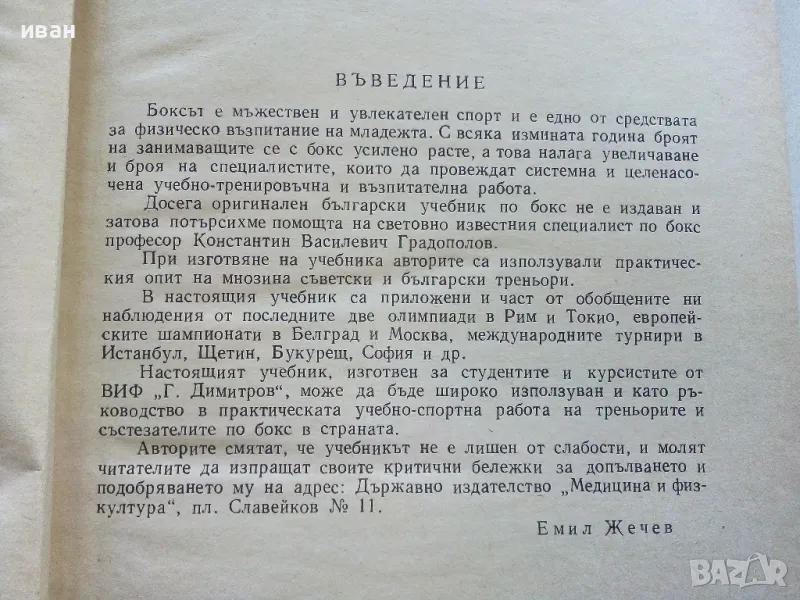 иван
ВЪВЕДЕНИЕ
Боксът е мъжествен и увлекателен спорт и е едно от средствата
за физическо възпитание на младежта. С всяка измината година броят
на занимаващите се с бокс усилено расте, а това налага увеличаване
и броя на специалистите, които да провеждат системна и целенасо-
чена учебно-тренировъчна и възпитателна работа.
Досега оригинален български учебник по бокс не е издаван и
затова потърсихме помощта на световно известния специалист по бокс
професор Константин Василевич Градополов.
При изготвяне на учебника авторите са използували практичес-
кия опит на мнозина съветски и български треньори.
В настоящия учебник са приложени и част от обобщените ни
наблюдения от последните две олимпиади в Рим и Токио, европей-
ските шампионати в Белград и Москва, международните турнири в
Истанбул, Щетин, Букурещ, София и др.
Настоящият учебник, изготвен за студентите и курсистите от
ВИФ „Г. Димитров“, може да бъде широко използуван и като ръ-
ководство в практическата учебно-спортна работа на треньорите и
състезателите по бокс в страната.
Авторите смятат, че учебникът не е лишен от слабости, и молят
читателите да изпращат своите критични бележки за допълването и
подобряването му на адрес: Държавно издателство „Медицина и физ-
култура“, пл. Славейков № 11.
Емил Жечев
BAZAR
bazar.bg